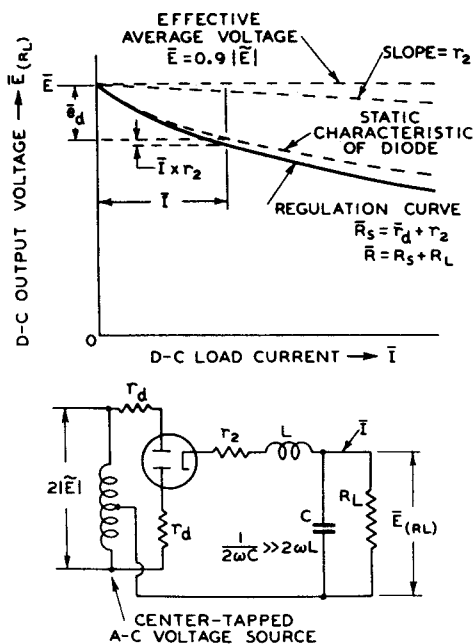 EFFECTIVE
AVERAGE VOLTAGE
Ē=0.9|Ẽ|
SLOPE=r₂
D-C OUTPUT VOLTAGE → Ē(RL)
Ē
ēd
STATIC
CHARACTERISTIC
OF DIODE
Ī x r₂
Ī
REGULATION CURVE
R̄S = r̄d + r₂
R̄ = RS + RL
O
D-C LOAD CURRENT → Ī
rd
r₂
L
Ī
2|Ẽ|
rd
C
RL
Ē(RL)
1/2ωC >> 2ωL
CENTER-TAPPED
A-C VOLTAGE SOURCE